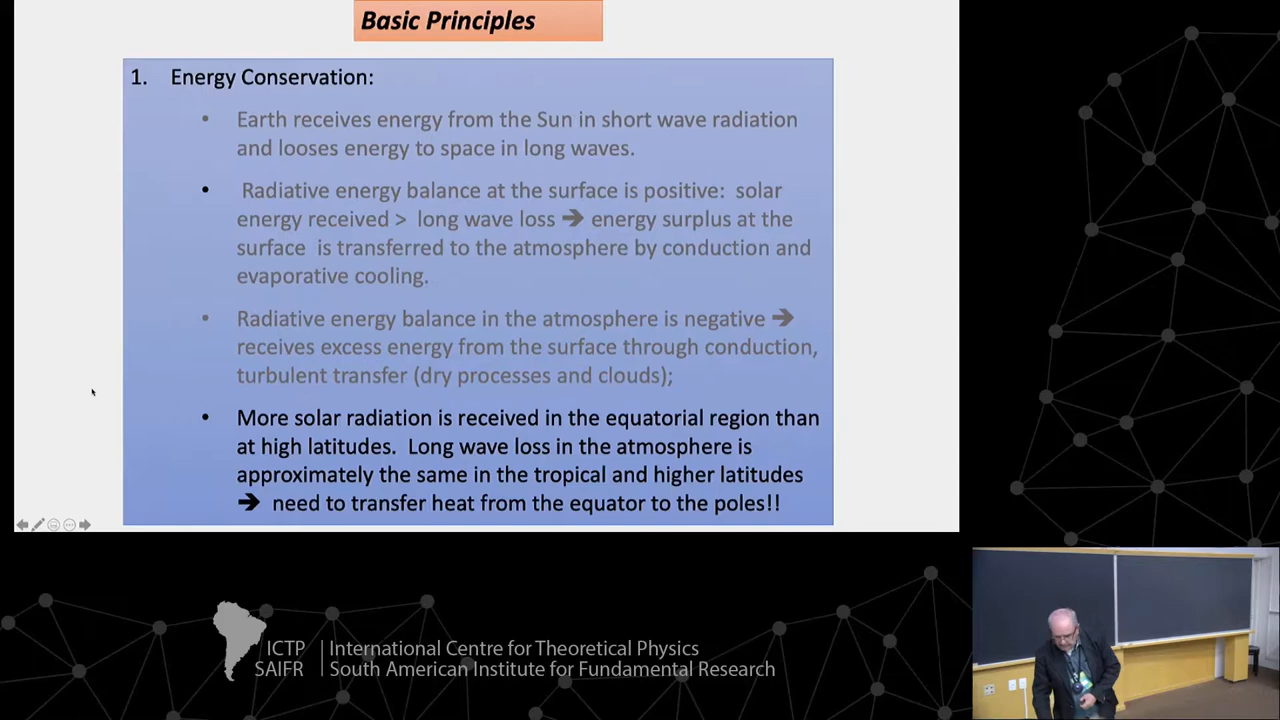 Basic Principles
1. Energy Conservation:
• Earth receives energy from the Sun in short wave radiation
and looses energy to space in long waves.
• Radiative energy balance at the surface is positive: solar
energy received > long wave loss ➔ energy surplus at the
surface is transferred to the atmosphere by conduction and
evaporative cooling.
• Radiative energy balance in the atmosphere is negative ➔
receives excess energy from the surface through conduction,
turbulent transfer (dry processes and clouds);
• More solar radiation is received in the equatorial region than
at high latitudes. Long wave loss in the atmosphere is
approximately the same in the tropical and higher latitudes
➔ need to transfer heat from the equator to the poles!!
ICTP | International Centre for Theoretical Physics
SAIFR | South American Institute for Fundamental Research